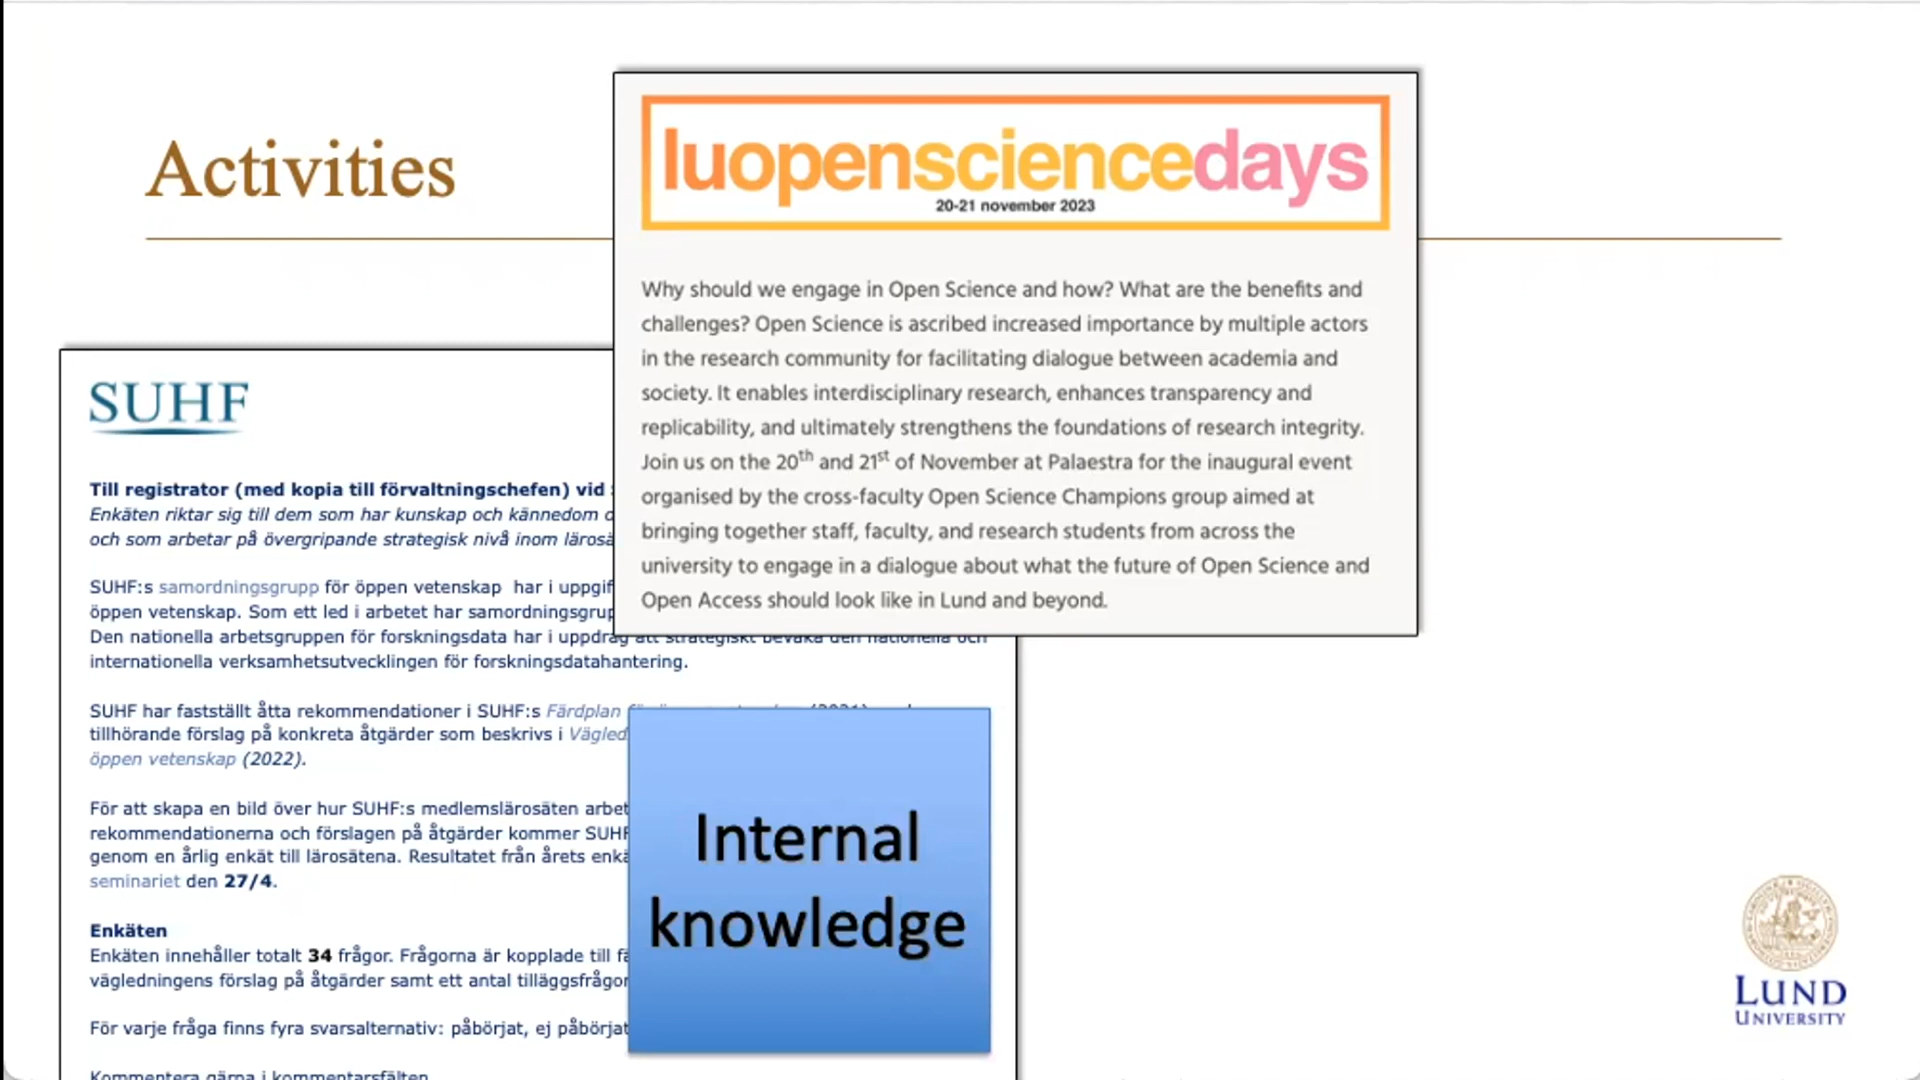 Activities
luopensciencedays
20-21 november 2023
Why should we engage in Open Science and how? What are the benefits and
challenges? Open Science is ascribed increased importance by multiple actors
in the research community for facilitating dialogue between academia and
society. It enables interdisciplinary research, enhances transparency and
replicability, and ultimately strengthens the foundations of research integrity.
Join us on the 20th and 21st of November at Palaestra for the inaugural event
organised by the cross-faculty Open Science Champions group aimed at
bringing together staff, faculty, and research students from across the
university to engage in a dialogue about what the future of Open Science and
Open Access should look like in Lund and beyond.
SUHF
Till registrator (med kopia till förvaltningschefen) vid
Enkäten riktar sig till dem som har kunskap och kännedom
och som arbetar på övergripande strategisk nivå inom
SUHF:s samordningsgrupp för öppen vetenskap har i
öppen vetenskap. Som ett led i arbetet har
Den nationella arbetsgruppen för forskningsdata har i uppdrag att strategiskt bevaka den nationella och
internationella verksamhetsutvecklingen för forskningsdatahantering.
SUHF har fastställt åtta rekommendationer i SUHF:s Färdplan
tillhörande förslag på konkreta åtgärder som beskrivs i
öppen vetenskap (2022).
För att skapa en bild över hur SUHF:s medlemslärosäten
rekommendationerna och förslagen på åtgärder kommer SUHF
genom en årlig enkät till lärosätena. Resultatet från årets
seminariet den 27/4.
Enkäten
Enkäten innehåller totalt 34 frågor. Frågorna är kopplade till
vägledningens förslag på åtgärder samt ett antal
För varje fråga finns fyra svarsalternativ: påbörjat, ej
Kommentera gärna i kommentarsfälten
Internal
knowledge
LUND
UNIVERSITY